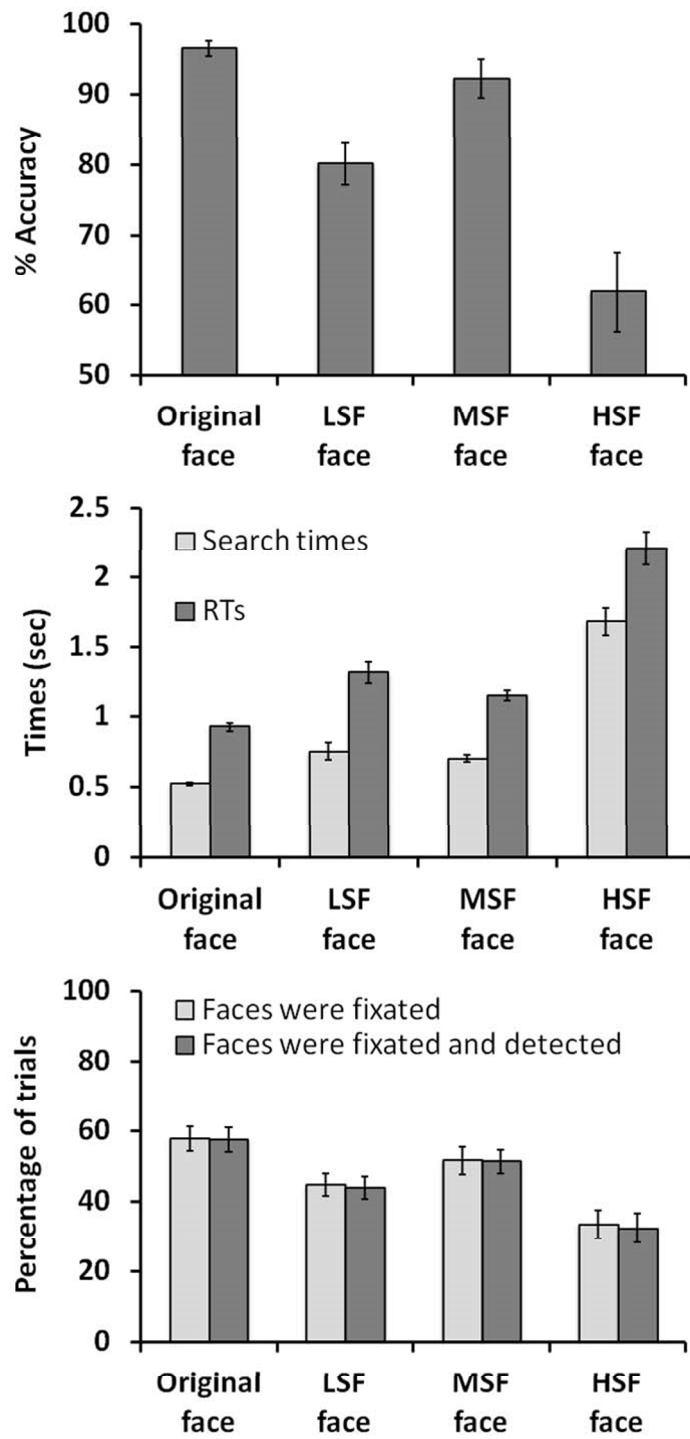 100
90
80
70
60
50
% Accuracy
Original face
LSF face
MSF face
HSF face
2.5
2
1.5
1
0.5
0
Times (sec)
Search times
RTs
Original face
LSF face
MSF face
HSF face
100
80
60
40
20
0
Percentage of trials
Faces were fixated
Faces were fixated and detected
Original face
LSF face
MSF face
HSF face